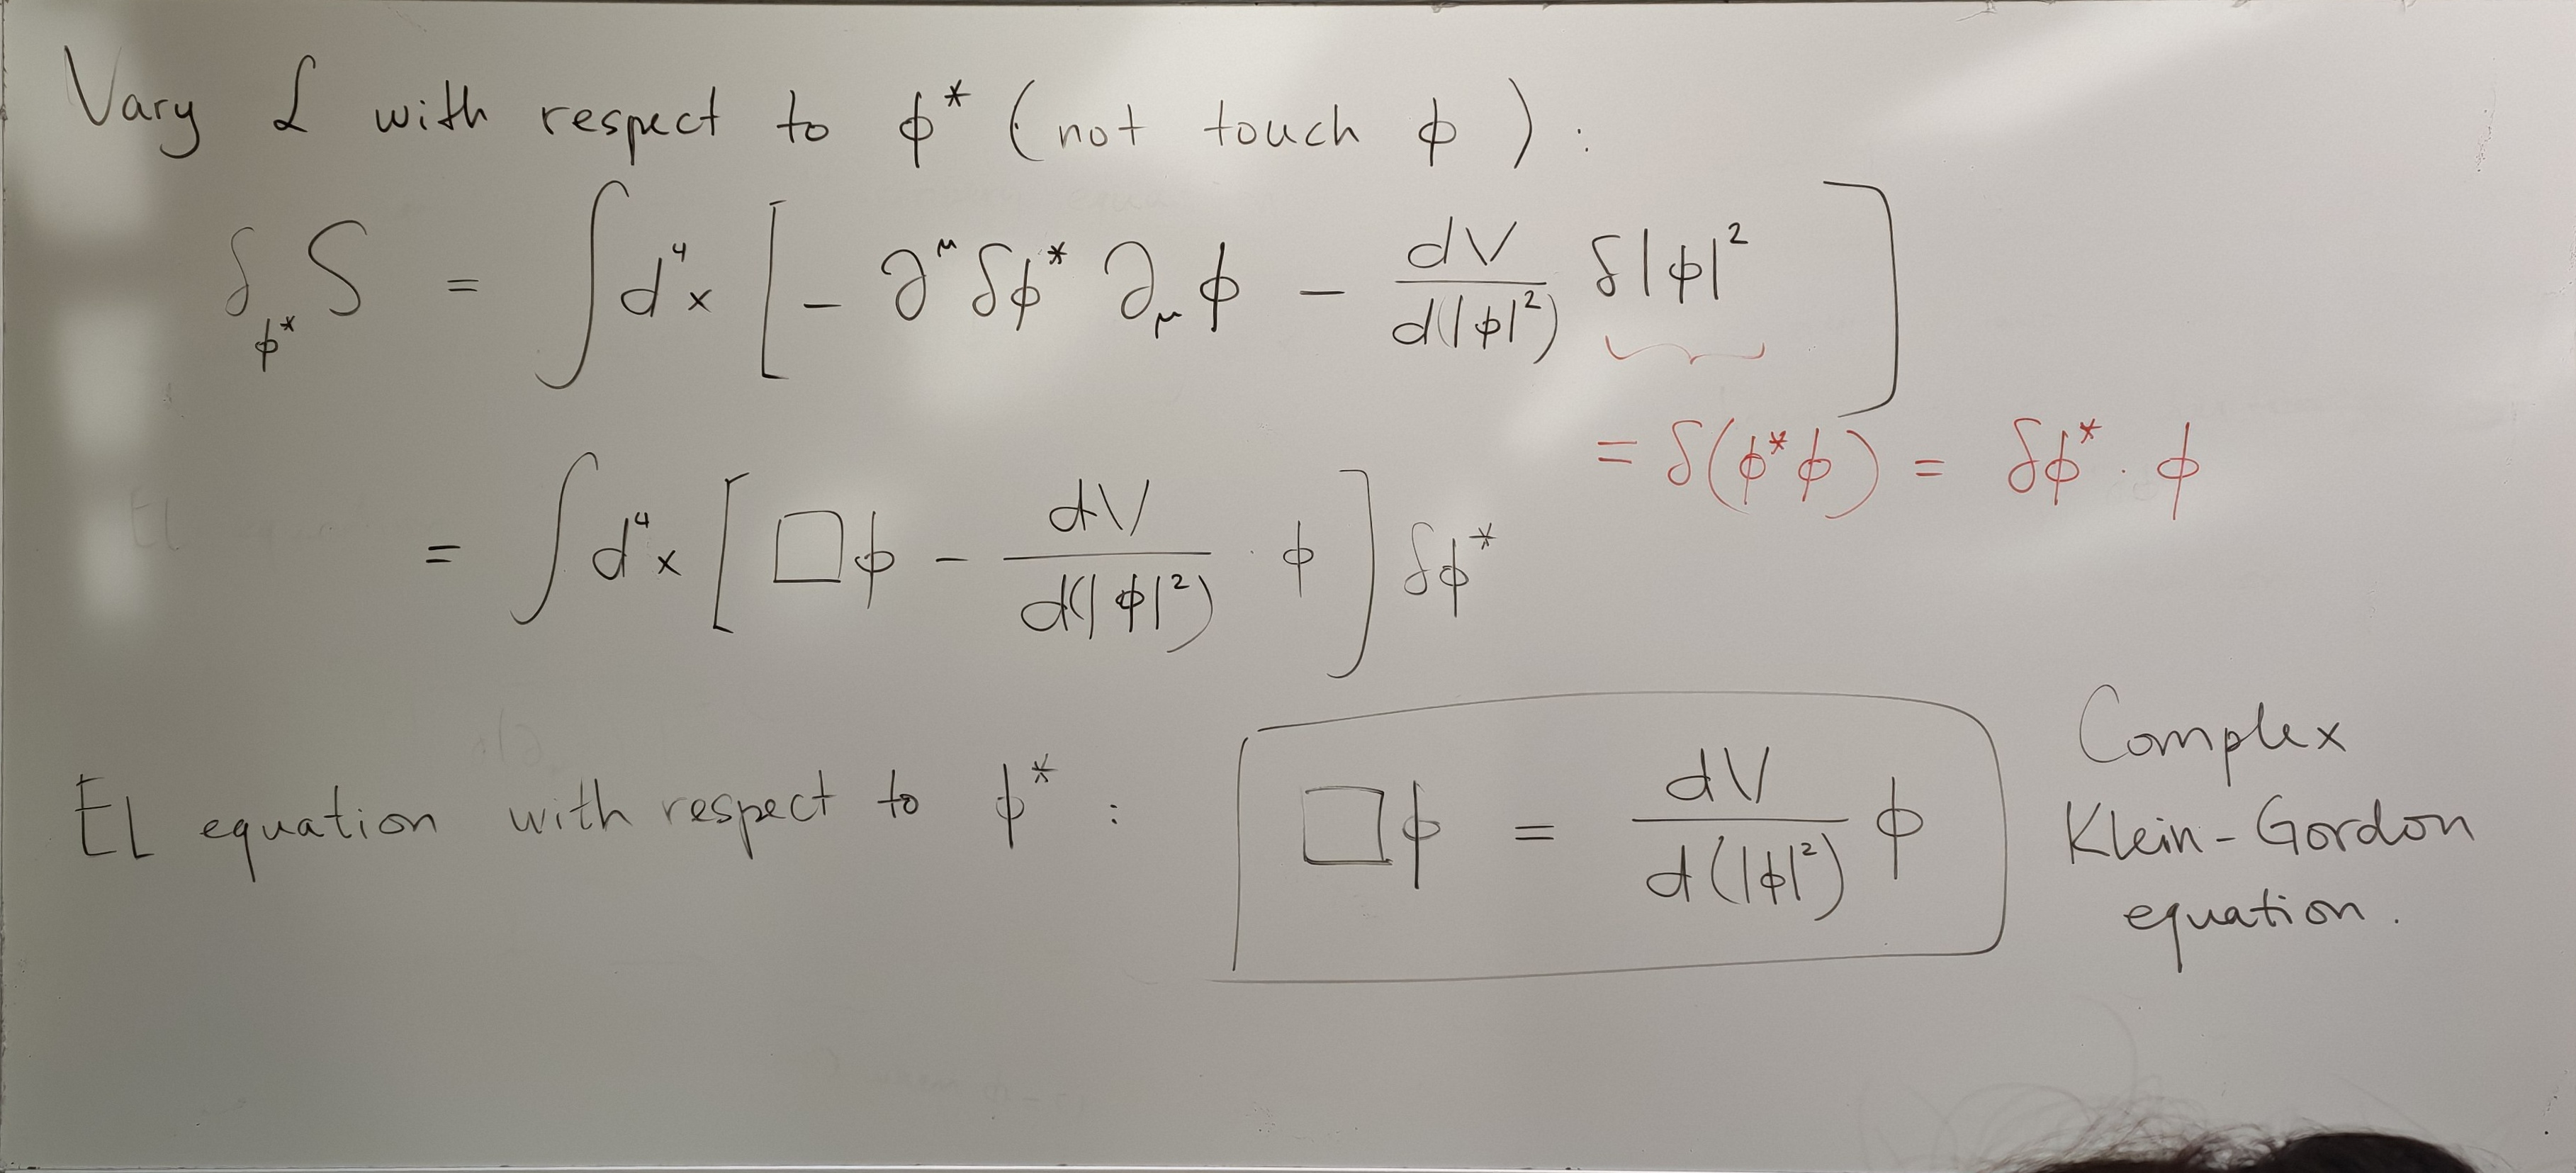 Vary ℒ with respect to ϕ* (not touch ϕ) :
δ_ϕ* S = ∫d⁴x [ − ∂^μ δϕ* ∂_μ ϕ − dV/d(|ϕ|²) δ|ϕ|² ]
= δ(ϕ*ϕ) = δϕ* · ϕ
= ∫d⁴x [ □ϕ − dV/d(|ϕ|²) · ϕ ] δϕ*
EL equation with respect to ϕ* : □ϕ = dV/d(|ϕ|²) ϕ
Complex
Klein-Gordon
equation.